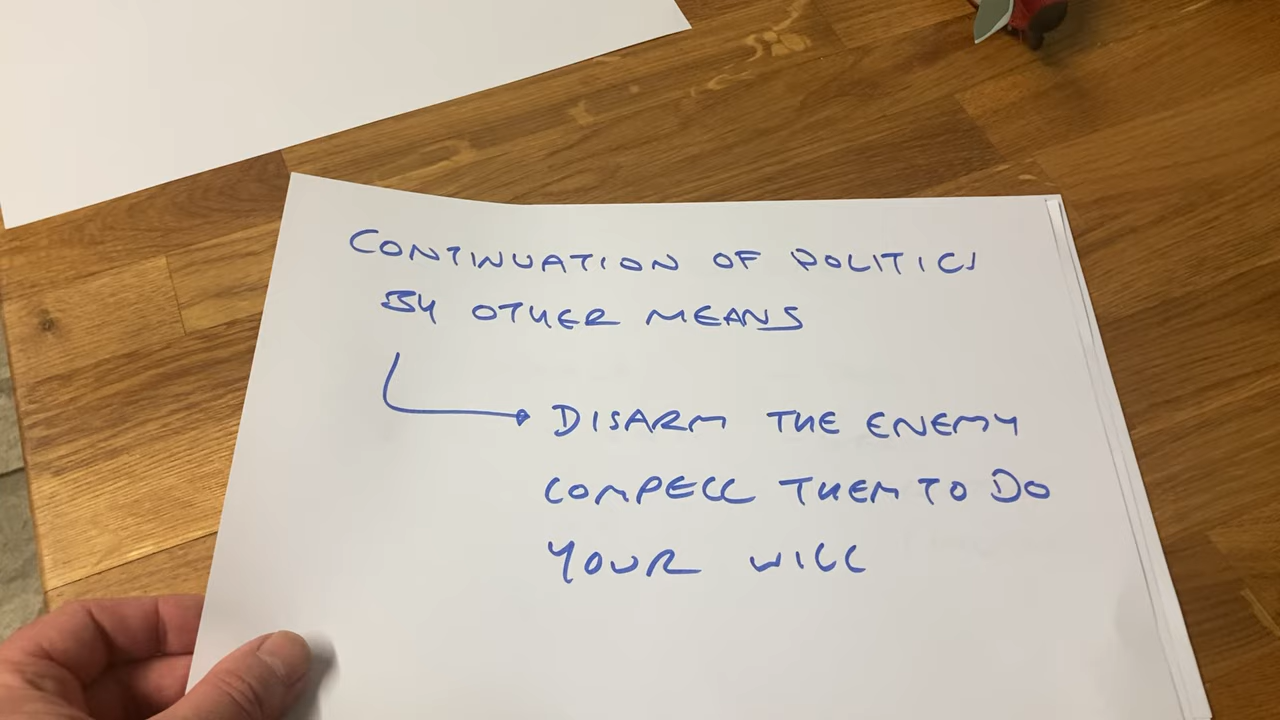 CONTINUATION OF POLITICS
BY OTHER MEANS
DISARM THE ENEMY
COMPELL THEM TO DO
YOUR WILL